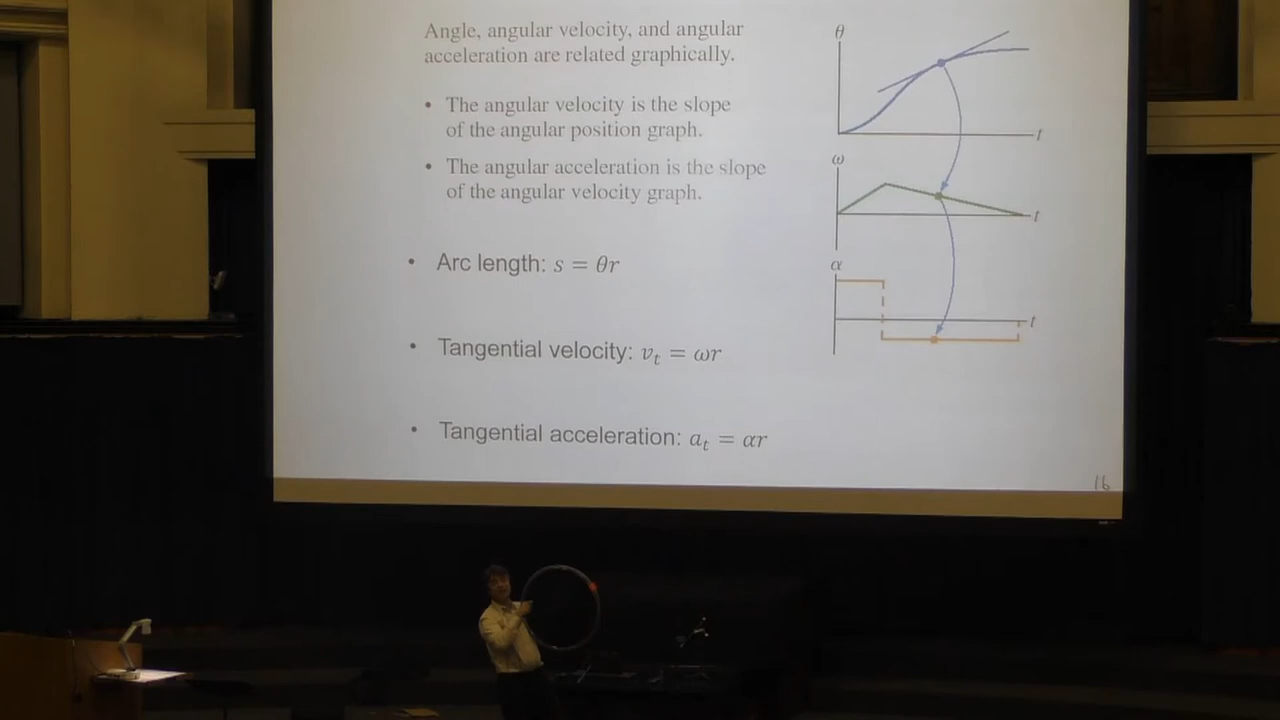 Angle, angular velocity, and angular
acceleration are related graphically.
• The angular velocity is the slope
of the angular position graph.
• The angular acceleration is the slope
of the angular velocity graph.
• Arc length: s = θr
• Tangential velocity: vₜ = ωr
• Tangential acceleration: aₜ = αr
θ
t
ω
t
α
t
16